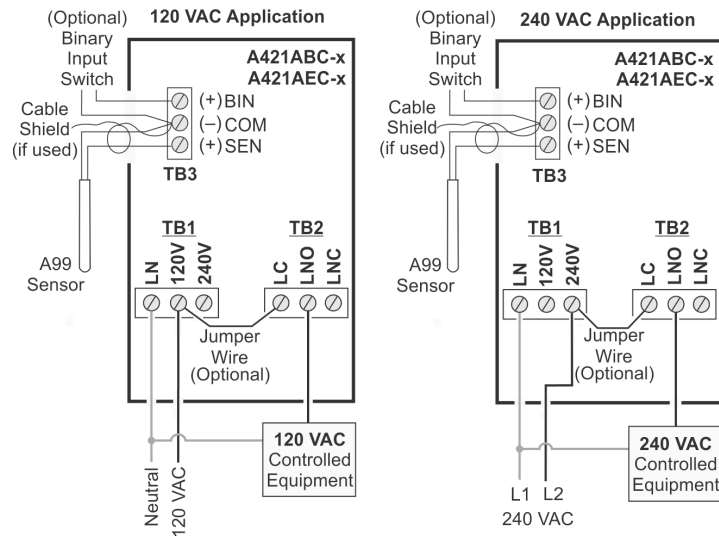 120 VAC Application
(Optional)
Binary
Input
Switch
A421ABC-x
A421AEC-x
Cable
Shield
(if used)
(+) BIN
(–) COM
(+) SEN
TB3
A99
Sensor
TB1
LN
120V
240V
TB2
LC
LNO
LNC
Jumper
Wire
(Optional)
120 VAC
Controlled
Equipment
Neutral
120 VAC
240 VAC Application
(Optional)
Binary
Input
Switch
A421ABC-x
A421AEC-x
Cable
Shield
(if used)
(+) BIN
(–) COM
(+) SEN
TB3
A99
Sensor
TB1
LN
120V
240V
TB2
LC
LNO
LNC
Jumper
Wire
(Optional)
240 VAC
Controlled
Equipment
L1 L2
240 VAC